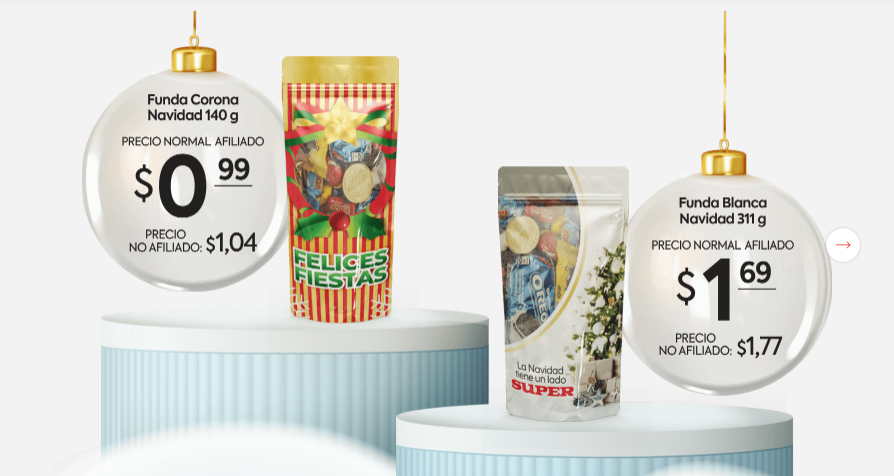 Funda Corona
Navidad 140 g
PRECIO NORMAL AFILIADO
$0 99
PRECIO
NO AFILIADO: $1,04
FELICES
FIESTAS
Funda Blanca
Navidad 311 g
PRECIO NORMAL AFILIADO
$1 69
PRECIO
NO AFILIADO: $1,77
OREO
La Navidad
tiene un lado
SUPER